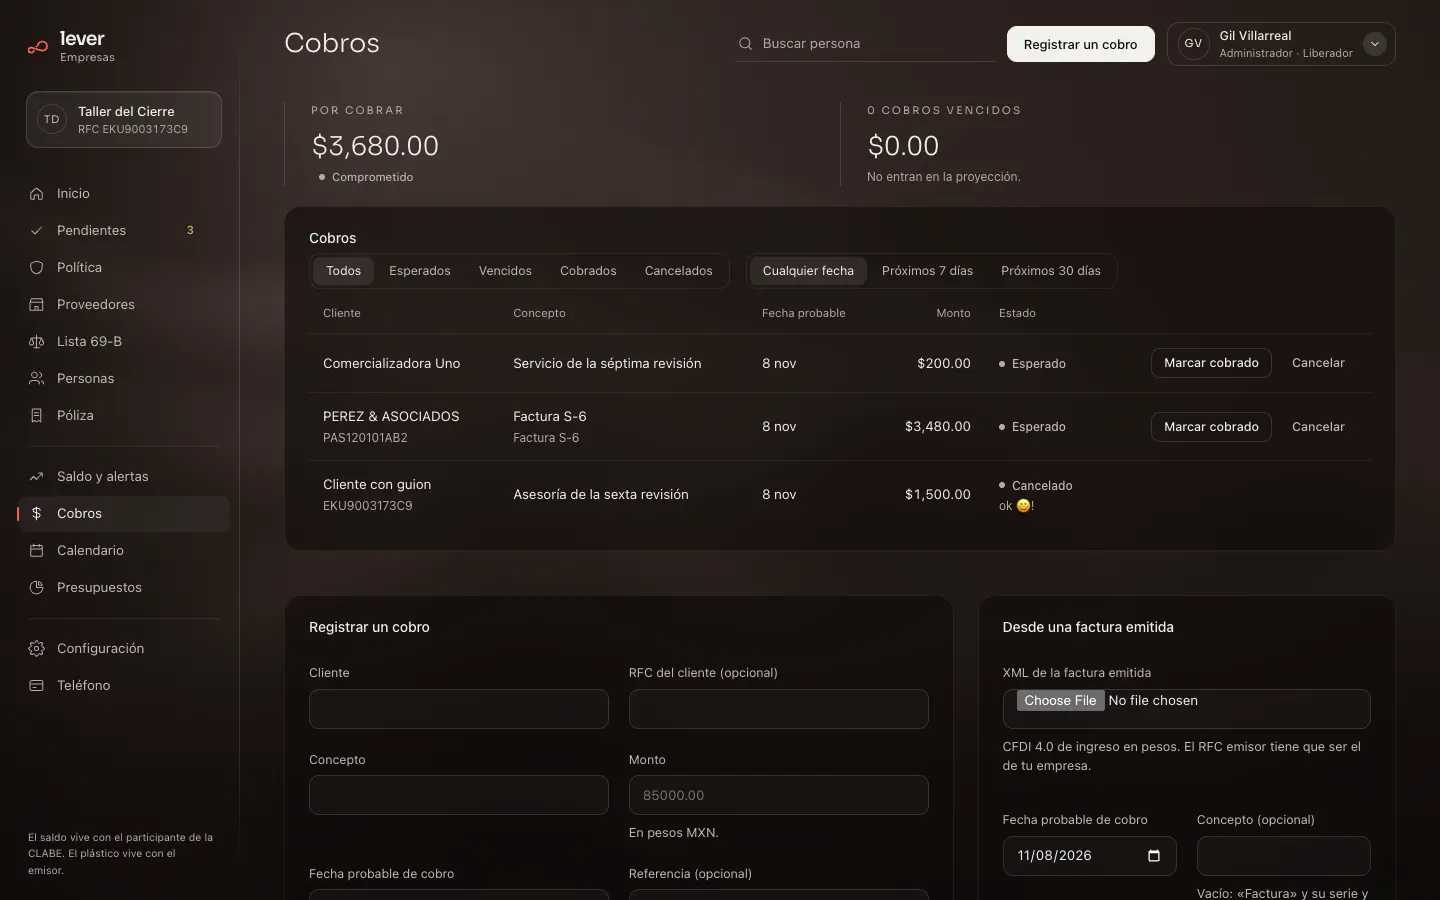 lever
Empresas
TD
Taller del Cierre
RFC EKU9003173C9
Inicio
Pendientes 3
Política
Proveedores
Lista 69-B
Personas
Póliza
Saldo y alertas
Cobros
Calendario
Presupuestos
Configuración
Teléfono
El saldo vive con el participante de la
CLABE. El plástico vive con el
emisor.
Cobros
Buscar persona
Registrar un cobro
GV
Gil Villarreal
Administrador · Liberador
POR COBRAR
$3,680.00
Comprometido
0 COBROS VENCIDOS
$0.00
No entran en la proyección.
Cobros
Todos Esperados Vencidos Cobrados Cancelados Cualquier fecha Próximos 7 días Próximos 30 días
Cliente Concepto Fecha probable Monto Estado
Comercializadora Uno Servicio de la séptima revisión 8 nov $200.00 Esperado Marcar cobrado Cancelar
PEREZ & ASOCIADOS
PAS120101AB2
Factura S-6
Factura S-6
8 nov $3,480.00 Esperado Marcar cobrado Cancelar
Cliente con guion
EKU9003173C9
Asesoría de la sexta revisión 8 nov $1,500.00
Cancelado
ok 😀!
Registrar un cobro
Cliente
RFC del cliente (opcional)
Concepto
Monto
85000.00
En pesos MXN.
Fecha probable de cobro
Referencia (opcional)
Desde una factura emitida
XML de la factura emitida
Choose File No file chosen
CFDI 4.0 de ingreso en pesos. El RFC emisor tiene que ser el
de tu empresa.
Fecha probable de cobro
11/08/2026
Concepto (opcional)
Vacío: «Factura» y su serie y